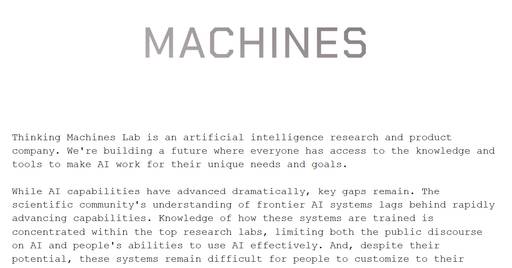 MACHINES
Thinking Machines Lab is an artificial intelligence research and product
company. We're building a future where everyone has access to the knowledge and
tools to make AI work for their unique needs and goals.
While AI capabilities have advanced dramatically, key gaps remain. The
scientific community's understanding of frontier AI systems lags behind rapidly
advancing capabilities. Knowledge of how these systems are trained is
concentrated within the top research labs, limiting both the public discourse
on AI and people's abilities to use AI effectively. And, despite their
potential, these systems remain difficult for people to customize to their